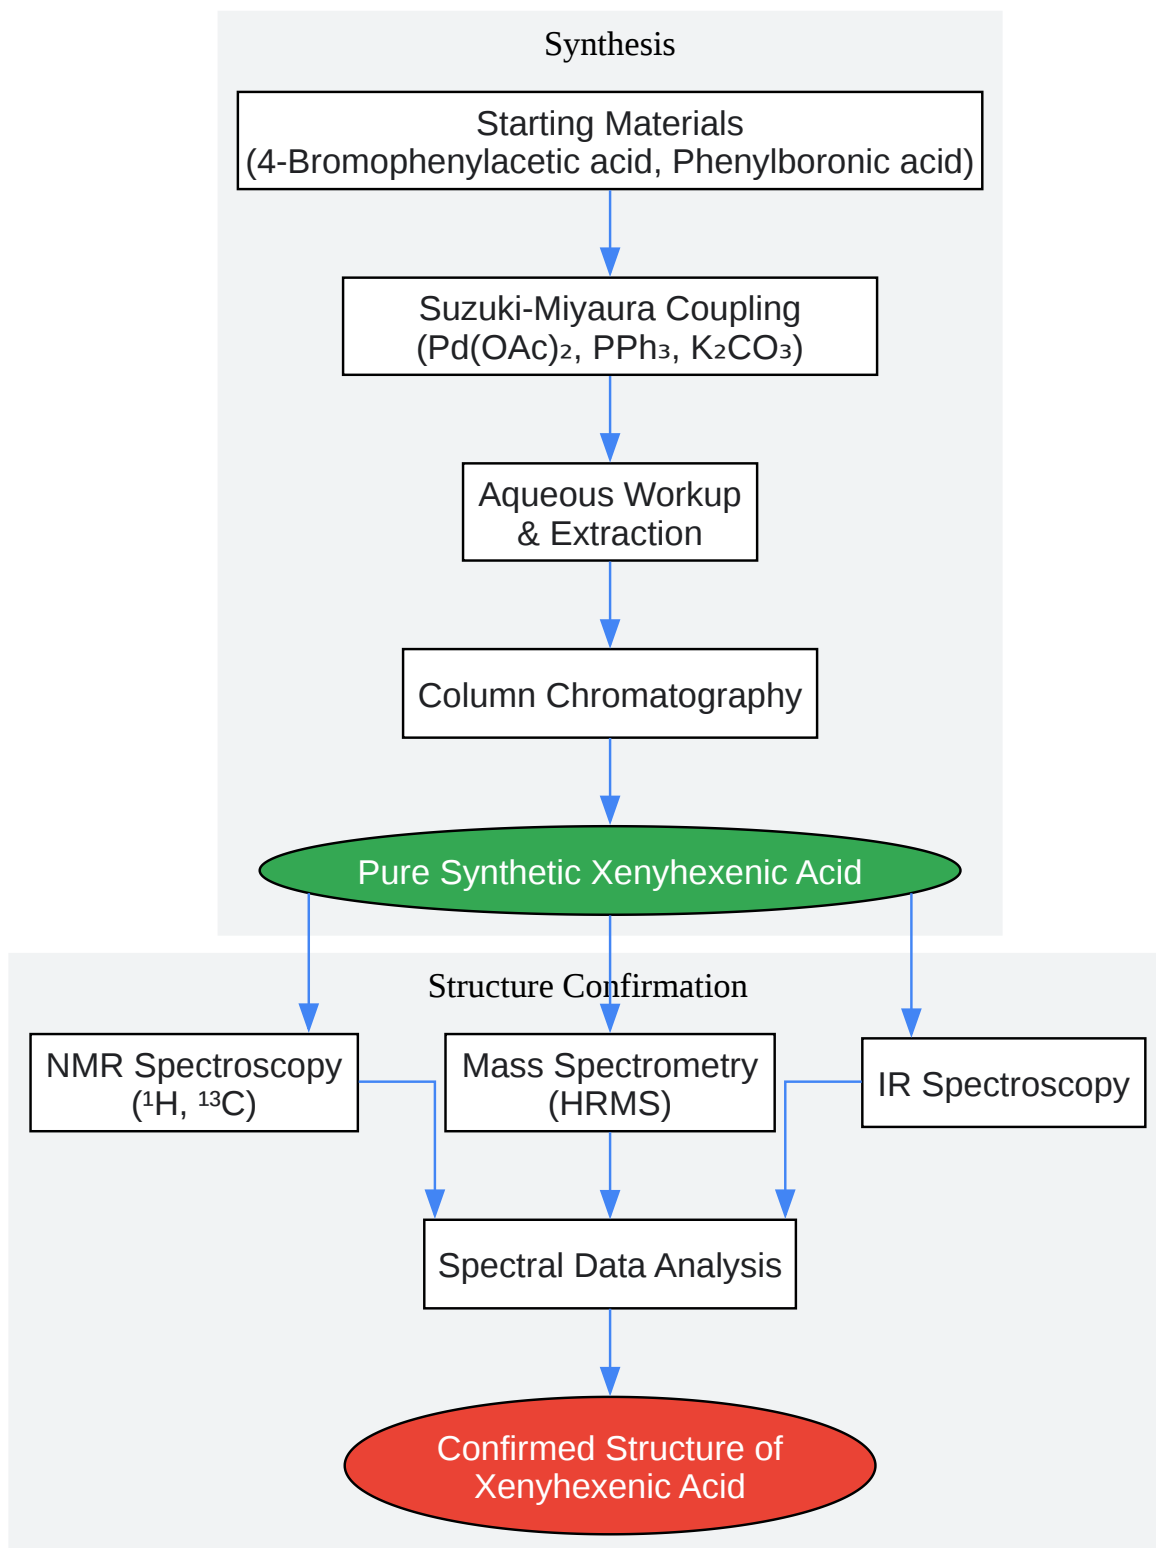 Synthesis
Starting Materials
(4-Bromophenylacetic acid, Phenylboronic acid)
Suzuki-Miyaura Coupling
(Pd(OAc)₂, PPh₃, K₂CO₃)
Aqueous Workup
& Extraction
Column Chromatography
Pure Synthetic Xenyhexenic Acid
Structure Confirmation
NMR Spectroscopy
(¹H, ¹³C)
Mass Spectrometry
(HRMS)
IR Spectroscopy
Spectral Data Analysis
Confirmed Structure of
Xenyhexenic Acid